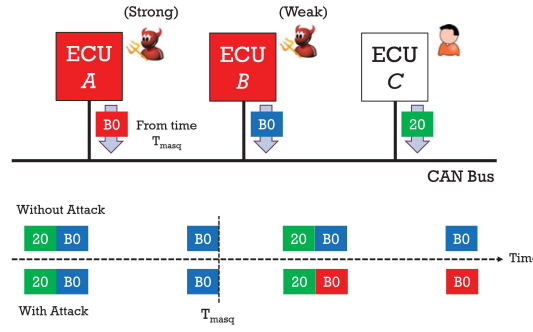 (Strong)
(Weak)
ECU
A
ECU
B
ECU
C
B0
From time
Tmasq
B0
20
CAN Bus
Without Attack
20 B0 B0 20 B0 B0
Time
20 B0 B0 20 B0 B0
With Attack
Tmasq